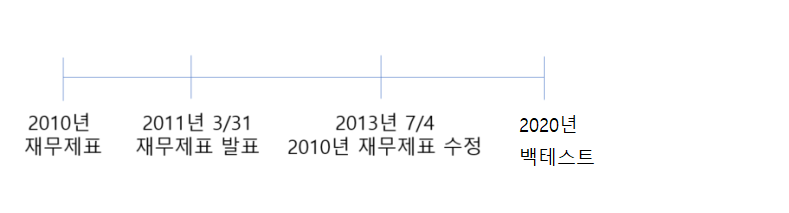 2010년
재무제표
2011년 3/31
재무제표 발표
2013년 7/4
2010년 재무제표 수정
2020년
백테스트